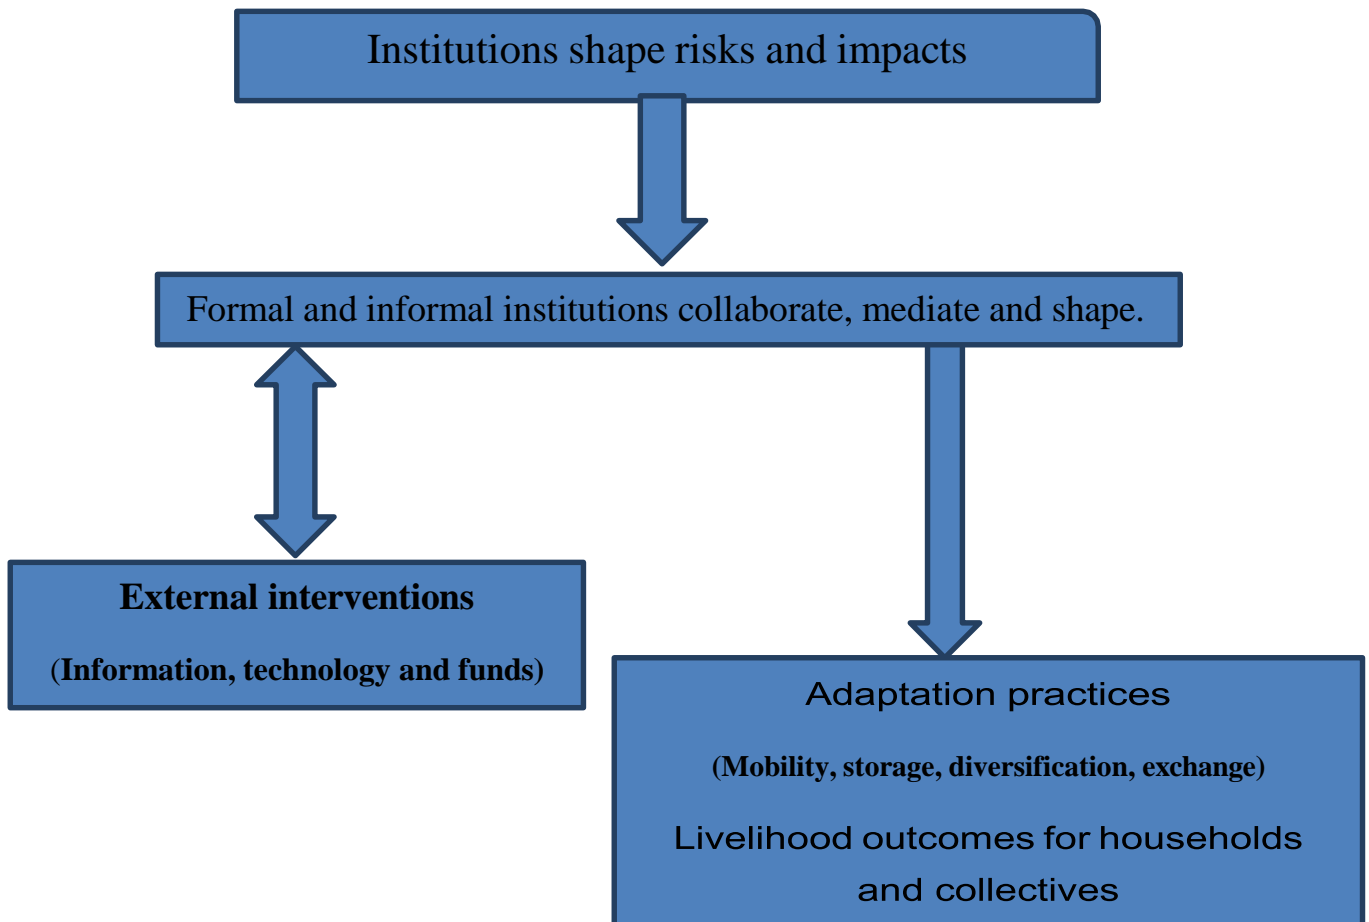 Institutions shape risks and impacts
Formal and informal institutions collaborate, mediate and shape.
External interventions
(Information, technology and funds)
Adaptation practices
(Mobility, storage, diversification, exchange)
Livelihood outcomes for households
and collectives